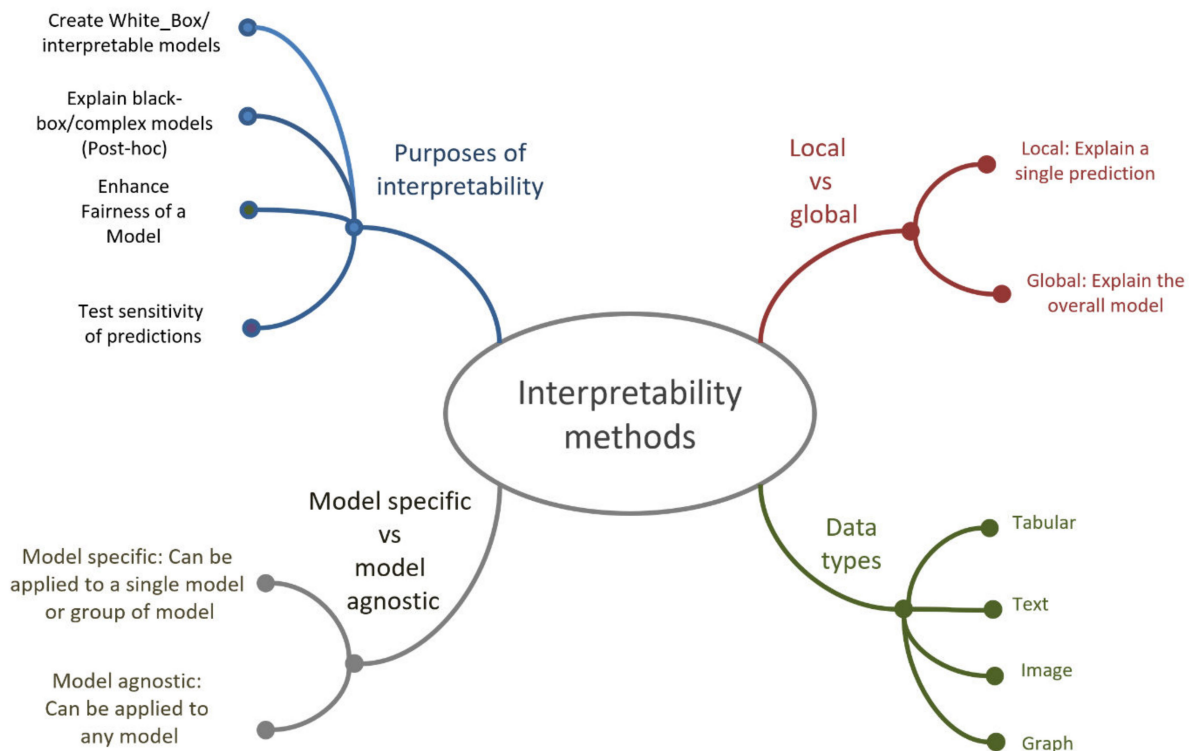 Create White_Box/
interpretable models
Explain black-
box/complex models
(Post-hoc)
Enhance
Fairness of a
Model
Test sensitivity
of predictions
Purposes of
interpretability
Local
vs
global
Local: Explain a
single prediction
Global: Explain the
overall model
Interpretability
methods
Model specific
vs
model
agnostic
Model specific: Can be
applied to a single model
or group of model
Model agnostic:
Can be applied to
any model
Data
types
Tabular
Text
Image
Graph